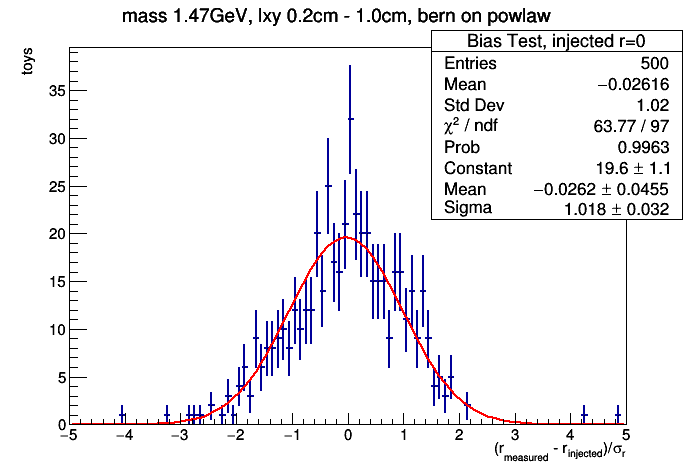 mass 1.47GeV, lxy 0.2cm - 1.0cm, bern on powlaw
Bias Test, injected r=0
Entries 500
Mean −0.02616
Std Dev 1.02
χ² / ndf 63.77 / 97
Prob 0.9963
Constant 19.6 ± 1.1
Mean −0.0262 ± 0.0455
Sigma 1.018 ± 0.032
toys
35
30
25
20
15
10
5
0
−5 −4 −3 −2 −1 0 1 2 3 4 5
(r_measured - r_injected)/σ_r